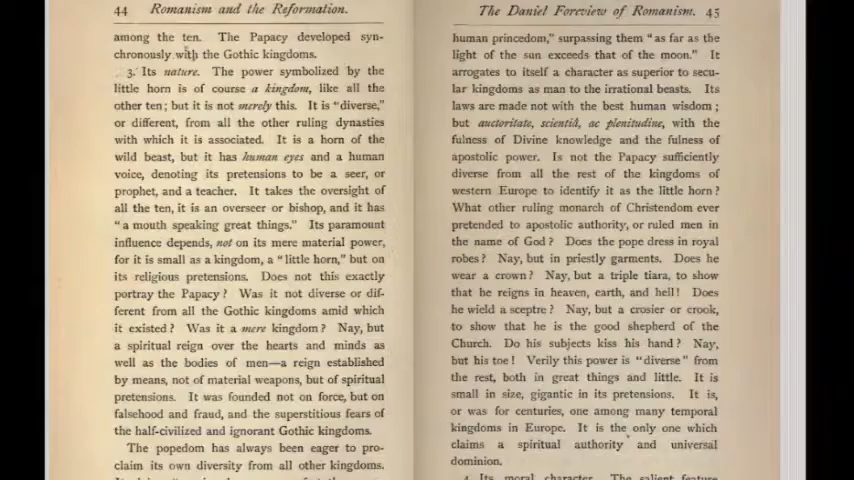 44 Romanism and the Reformation.
among the ten. The Papacy developed syn-
chronously with the Gothic kingdoms.
3. Its nature. The power symbolized by the
little horn is of course a kingdom, like all the
other ten; but it is not merely this. It is "diverse,"
or different, from all the other ruling dynasties
with which it is associated. It is a horn of the
wild beast, but it has human eyes and a human
voice, denoting its pretensions to be a seer, or
prophet, and a teacher. It takes the oversight of
all the ten, it is an overseer or bishop, and it has
"a mouth speaking great things." Its paramount
influence depends, not on its mere material power,
for it is small as a kingdom, a "little horn," but on
its religious pretensions. Does not this exactly
portray the Papacy? Was it not diverse or dif-
ferent from all the Gothic kingdoms amid which
it existed? Was it a mere kingdom? Nay, but
a spiritual reign over the hearts and minds as
well as the bodies of men—a reign established
by means, not of material weapons, but of spiritual
pretensions. It was founded not on force, but on
falsehood and fraud, and the superstitious fears of
the half-civilized and ignorant Gothic kingdoms.
The popedom has always been eager to pro-
claim its own diversity from all other kingdoms.
The Daniel Foreview of Romanism. 45
human princedom," surpassing them "as far as the
light of the sun exceeds that of the moon." It
arrogates to itself a character as superior to secu-
lar kingdoms as man to the irrational beasts. Its
laws are made not with the best human wisdom;
but auctoritate, scientiâ, ac plenitudine, with the
fulness of Divine knowledge and the fulness of
apostolic power. Is not the Papacy sufficiently
diverse from all the rest of the kingdoms of
western Europe to identify it as the little horn?
What other ruling monarch of Christendom ever
pretended to apostolic authority, or ruled men in
the name of God? Does the pope dress in royal
robes? Nay, but in priestly garments. Does he
wear a crown? Nay, but a triple tiara, to show
that he reigns in heaven, earth, and hell! Does
he wield a sceptre? Nay, but a crosier or crook,
to show that he is the good shepherd of the
Church. Do his subjects kiss his hand? Nay,
but his toe! Verily this power is "diverse" from
the rest, both in great things and little. It is
small in size, gigantic in its pretensions. It is,
or was for centuries, one among many temporal
kingdoms in Europe. It is the only one which
claims a spiritual authority and universal
dominion.
4. Its moral character. The salient feature